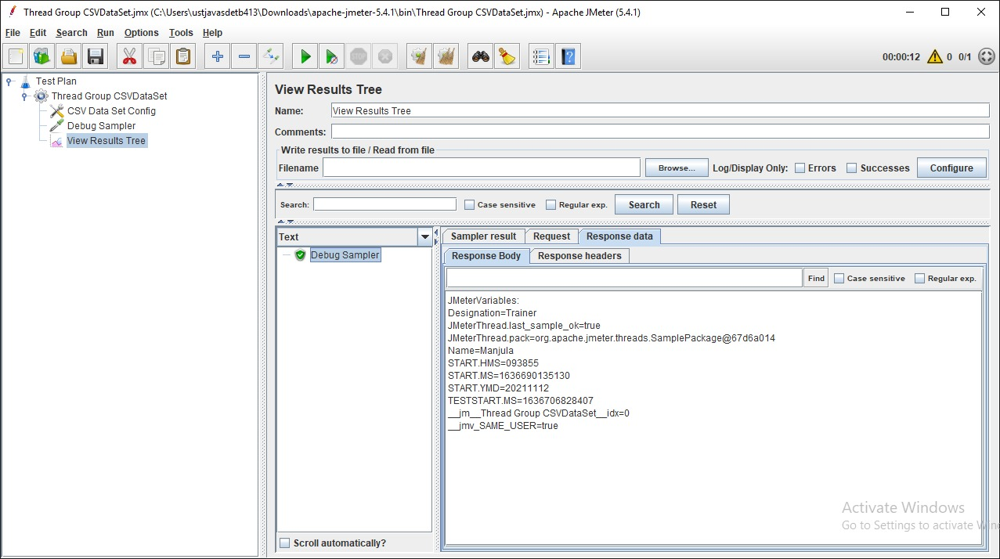 Thread Group CSVDataSet.jmx (C:\Users\ustjavasdetb413\Downloads\apache-jmeter-5.4.1\bin\Thread Group CSVDataSet.jmx) - Apache JMeter (5.4.1)
File Edit Search Run Options Tools Help
STOP 00:00:12 0 0/1
Test Plan
Thread Group CSVDataSet
CSV Data Set Config
Debug Sampler
View Results Tree
View Results Tree
Name: View Results Tree
Comments:
Write results to file / Read from file
Filename Browse... Log/Display Only: Errors Successes Configure
Search: Case sensitive Regular exp. Search Reset
Text
Debug Sampler
Scroll automatically?
Sampler result Request Response data
Response Body Response headers
Find Case sensitive Regular exp.
JMeterVariables:
Designation=Trainer
JMeterThread.last_sample_ok=true
JMeterThread.pack=org.apache.jmeter.threads.SamplePackage@67d6a014
Name=Manjula
START.HMS=093855
START.MS=1636690135130
START.YMD=20211112
TESTSTART.MS=1636706828407
__jm__Thread Group CSVDataSet__idx=0
__jmv_SAME_USER=true
Activate Windows
Go to Settings to activate Win